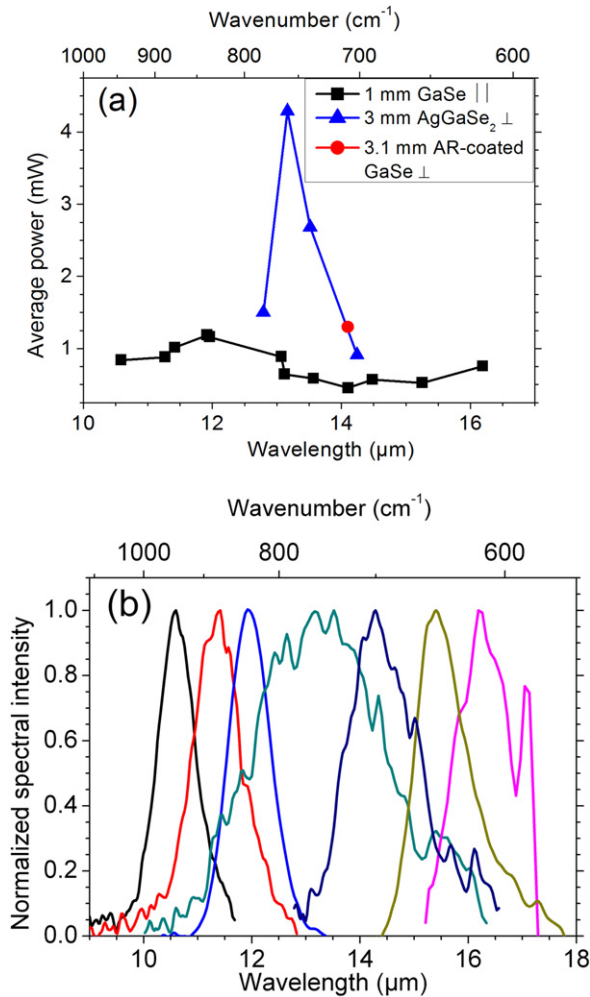 Wavenumber (cm⁻¹)
1000 900 800 700 600
(a)
1 mm GaSe ||
3 mm AgGaSe₂ ⊥
3.1 mm AR-coated
GaSe ⊥
Average power (mW)
4
3
2
1
10 12 14 16
Wavelength (µm)
Wavenumber (cm⁻¹)
1000 800 600
(b)
Normalized spectral intensity
1.0
0.8
0.6
0.4
0.2
0.0
10 12 14 16 18
Wavelength (µm)